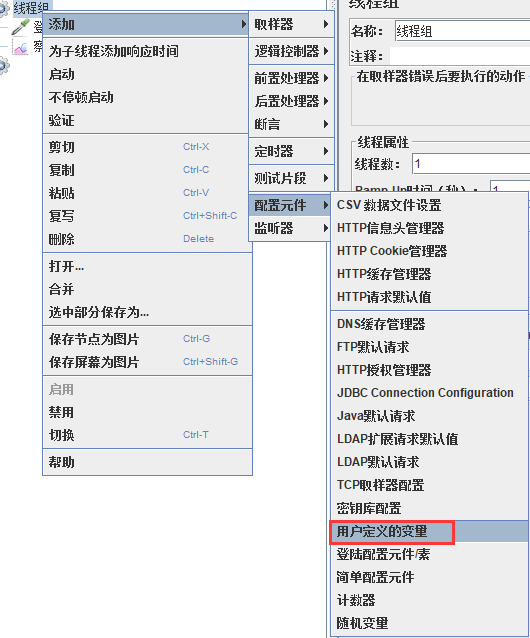 线程组
登
察
添加
为子线程添加响应时间
启动
不停顿启动
验证
剪切 Ctrl-X
复制 Ctrl-C
粘贴 Ctrl-V
复写 Ctrl+Shift-C
删除 Delete
打开...
合并
选中部分保存为...
保存节点为图片 Ctrl-G
保存屏幕为图片 Ctrl+Shift-G
启用
禁用
切换 Ctrl-T
帮助
取样器
逻辑控制器
前置处理器
后置处理器
断言
定时器
测试片段
配置元件
监听器
线程组
名称： 线程组
注释：
在取样器错误后要执行的动作
线程属性
线程数： 1
Ramp-Up时间（秒）： 1
CSV 数据文件设置
HTTP信息头管理器
HTTP Cookie管理器
HTTP缓存管理器
HTTP请求默认值
DNS缓存管理器
FTP默认请求
HTTP授权管理器
JDBC Connection Configuration
Java默认请求
LDAP扩展请求默认值
LDAP默认请求
TCP取样器配置
密钥库配置
用户定义的变量
登陆配置元件/素
简单配置元件
计数器
随机变量